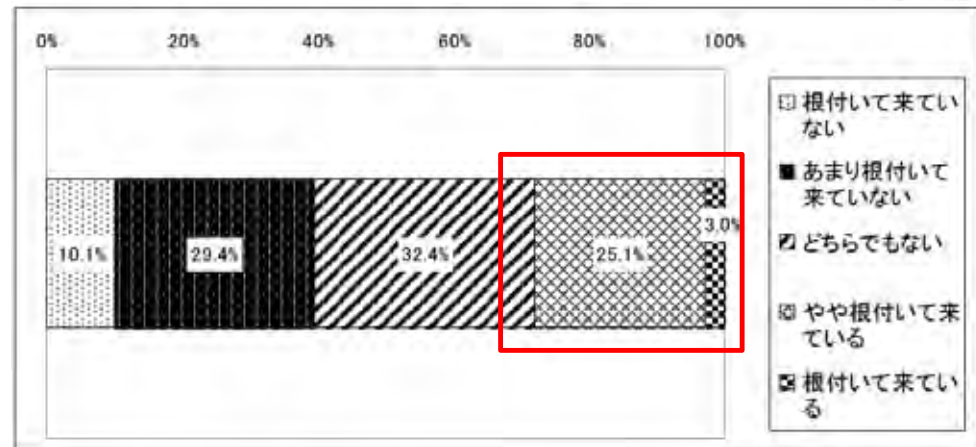 0% 20% 40% 60% 80% 100%
10.1% 29.4% 32.4% 25.1% 3.0%
根付いて来てい
ない
あまり根付いて
来ていない
どちらでもない
やや根付いて来
ている
根付いて来てい
る